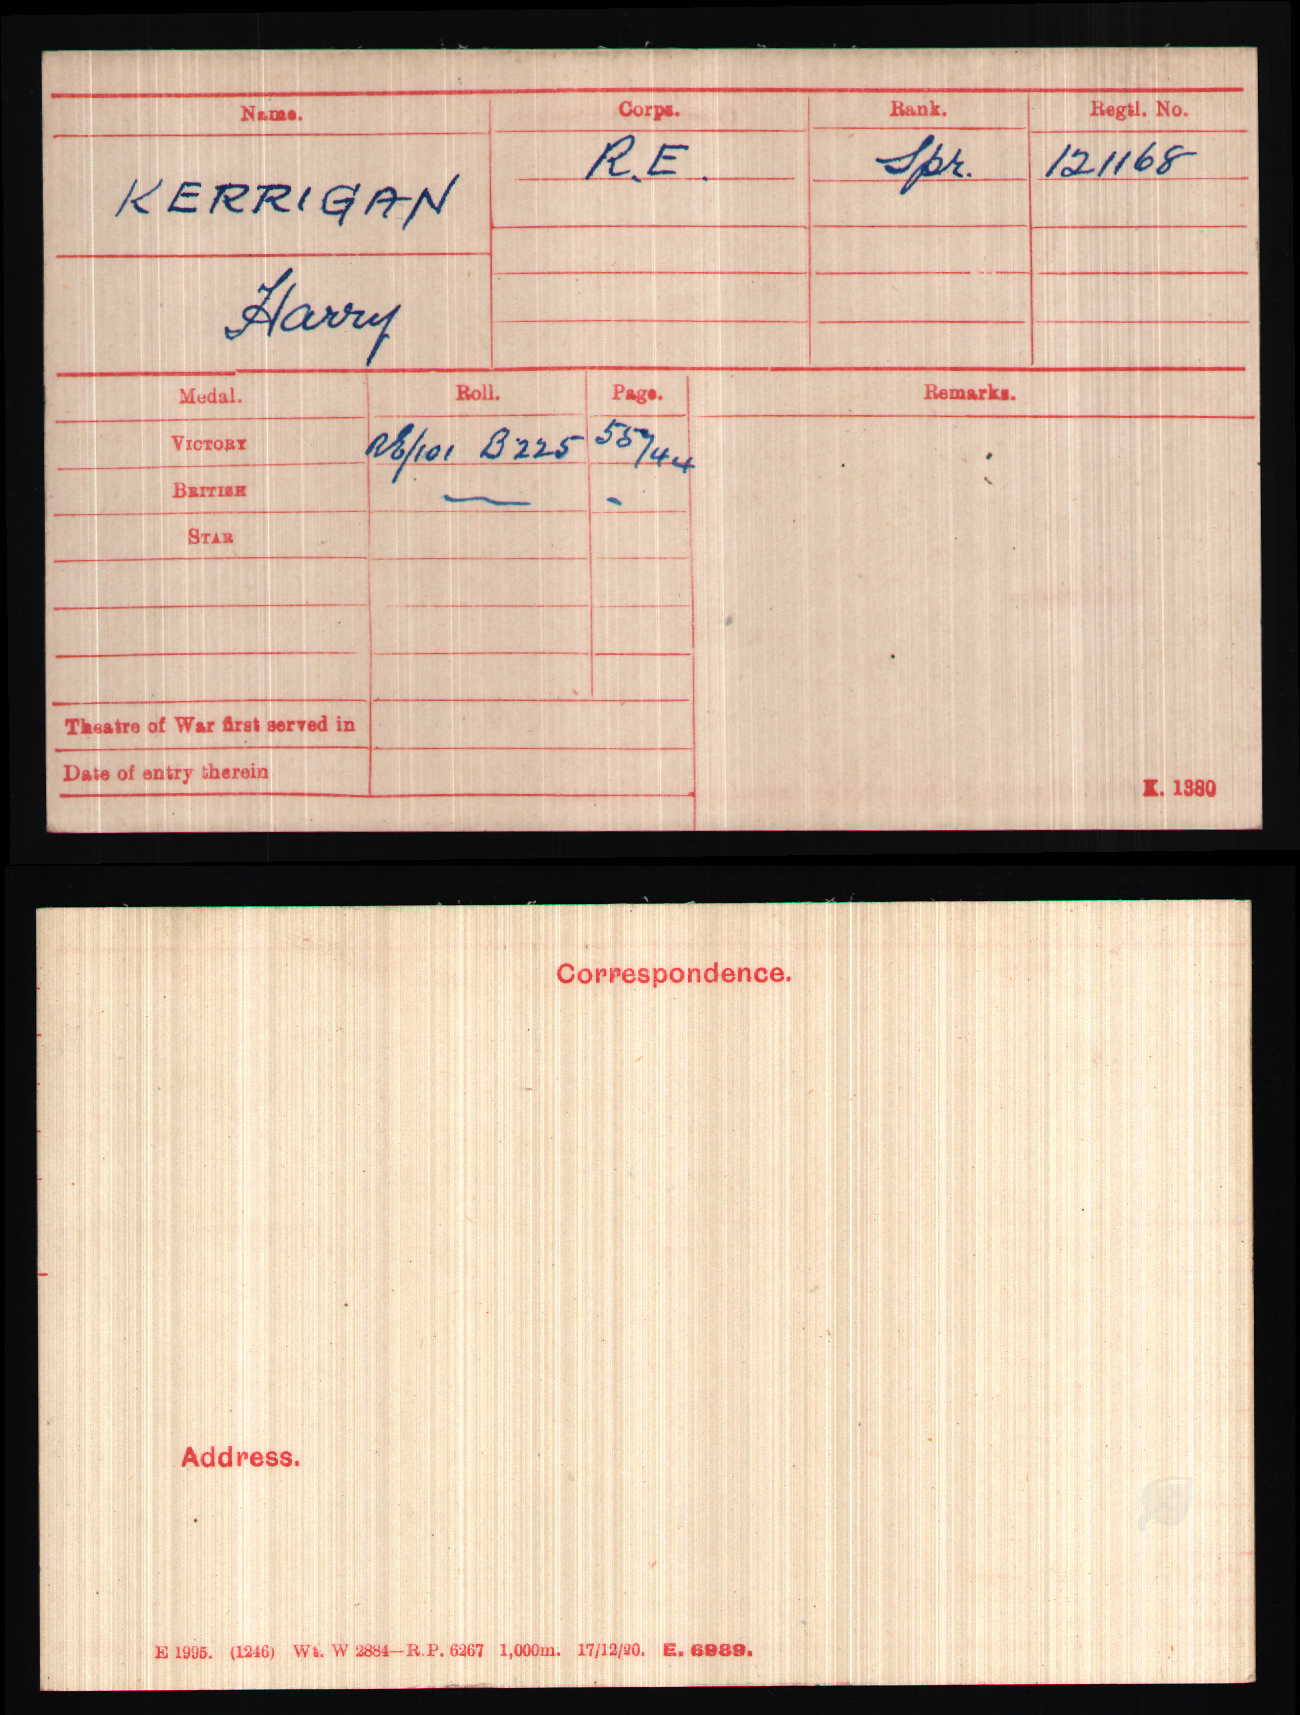 Name. Corps. Rank. Regtl. No.
KERRIGAN R.E. Spr. 121168
Harry
Medal. Roll. Page. Remarks.
VICTORY RE/101 B225
BRITISH
STAR
Theatre of War first served in
Date of entry therein
K. 1380
Correspondence.
Address.
E 1995. (1246) Wt. W 2884—R.P. 6267 1,000m. 17/12/20. E. 6989.